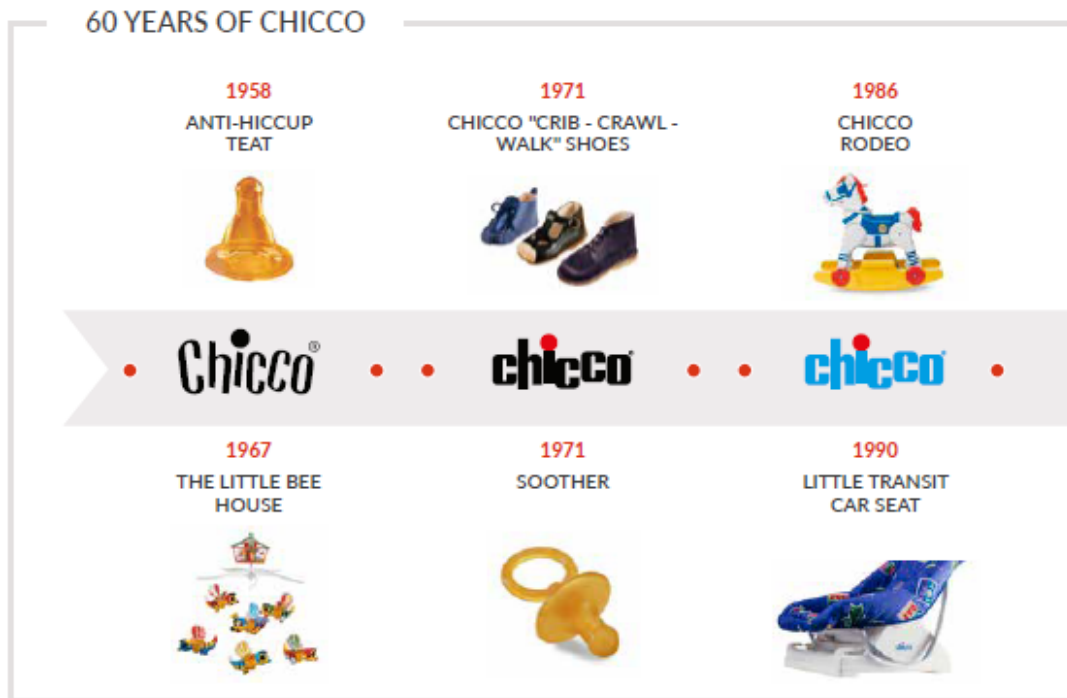 60 YEARS OF CHICCO
1958
ANTI-HICCUP
TEAT
1971
CHICCO "CRIB - CRAWL -
WALK" SHOES
1986
CHICCO
RODEO
Chicco®
chicco
chicco
1967
THE LITTLE BEE
HOUSE
1971
SOOTHER
1990
LITTLE TRANSIT
CAR SEAT
chicco